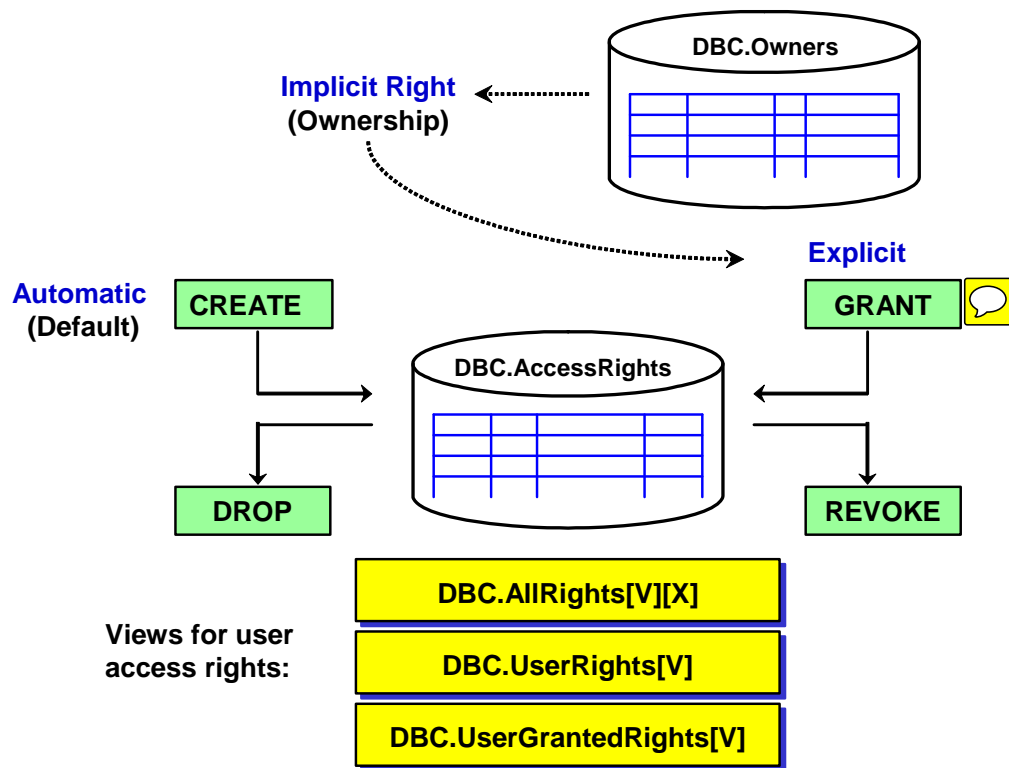 DBC.Owners
Implicit Right
(Ownership)
Explicit
Automatic
(Default)
CREATE
GRANT
DBC.AccessRights
DROP
REVOKE
Views for user
access rights:
DBC.AllRights[V][X]
DBC.UserRights[V]
DBC.UserGrantedRights[V]